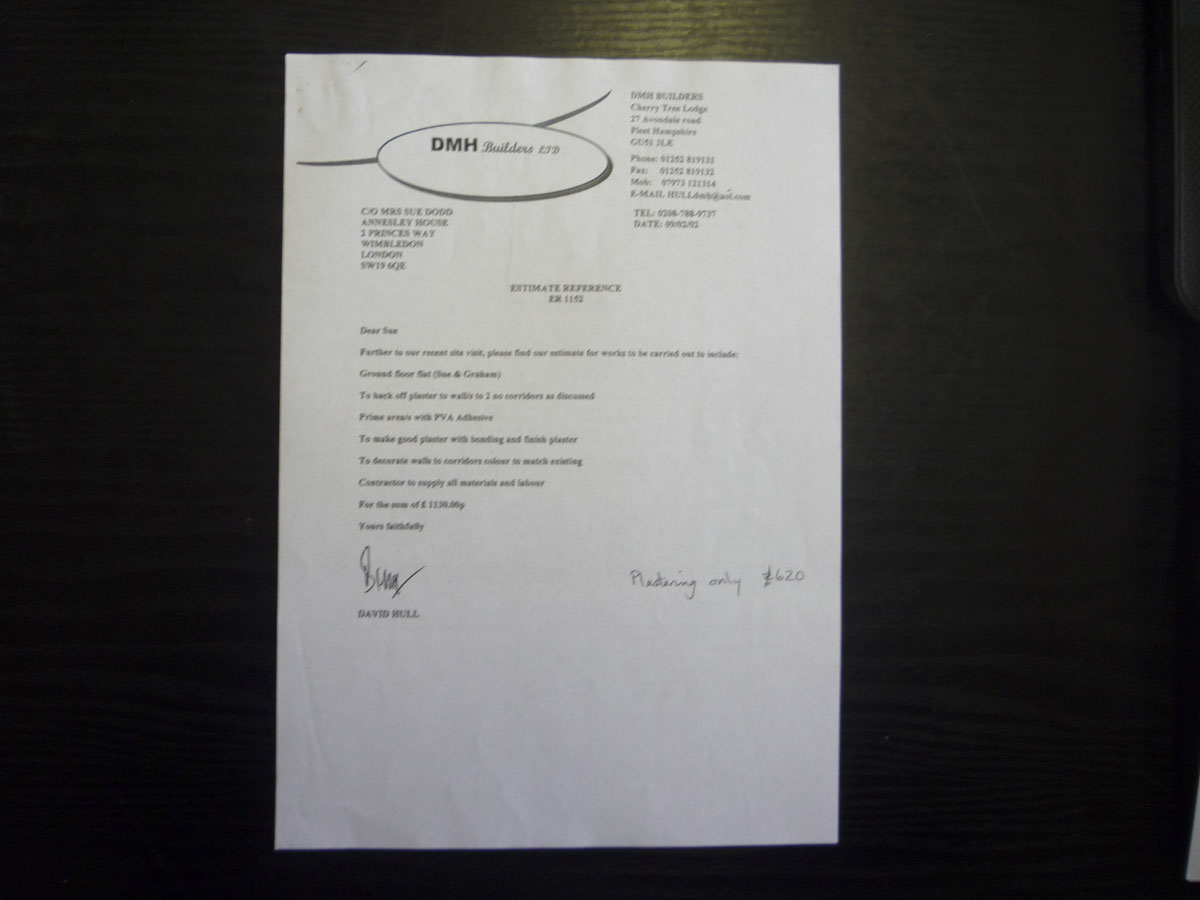 DMH Builders LTD
DMH BUILDERS
Cherry Tree Lodge
27 Avondale road
Fleet Hampshire
GU51 3LE
Phone: 01252 819131
Fax: 01252 819132
Mob: 07973 121314
E-MAIL HULLdmh@aol.com
TEL: 0208-788-9727
DATE: 09/02/02
C/O MRS SUE DODD
ANNESLEY HOUSE
2 PRINCES WAY
WIMBLEDON
LONDON
SW19 6QE
ESTIMATE REFERENCE
ER 1152
Dear Sue
Further to our recent site visit, please find our estimate for works to be carried out to include:
Ground floor flat (Sue & Graham)
To hack off plaster to wall/s to 2 no corridors as discussed
Prime area/s with PVA Adhesive
To make good plaster with bonding and finish plaster
To decorate walls to corridors colour to match existing
Contractor to supply all materials and labour
For the sum of £ 1130.00p
Yours faithfully
Plastering only £620
DAVID HULL